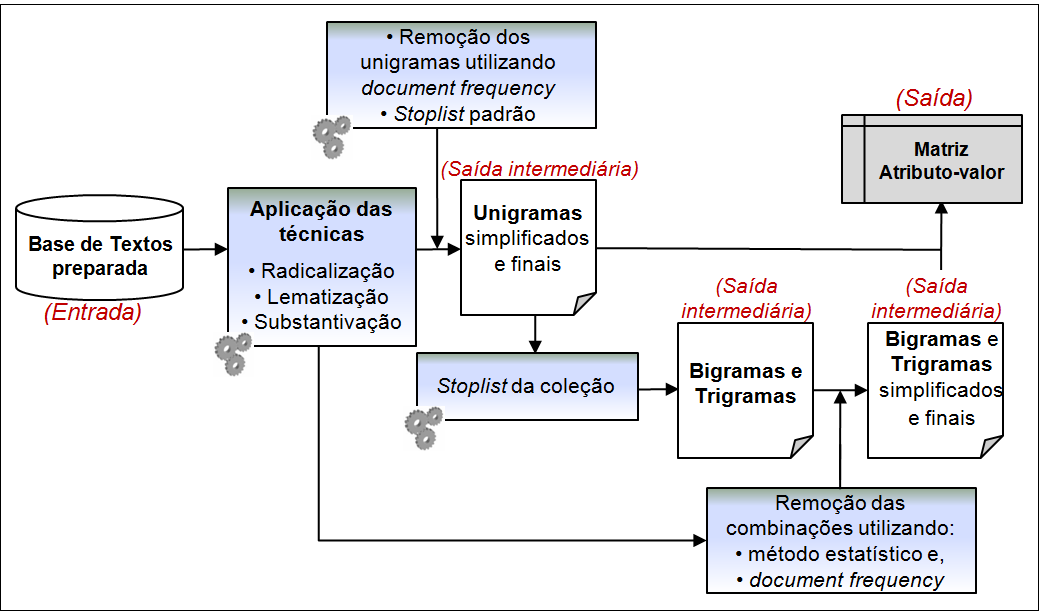 • Remoção dos
unigramas utilizando
document frequency
• Stoplist padrão
(Saída)
Matriz
Atributo-valor
(Saída intermediária)
Base de Textos
preparada
(Entrada)
Aplicação das
técnicas
• Radicalização
• Lematização
• Substantivação
Unigramas
simplificados
e finais
Stoplist da coleção
(Saída
intermediária)
Bigramas e
Trigramas
(Saída
intermediária)
Bigramas e
Trigramas
simplificados
e finais
Remoção das
combinações utilizando:
• método estatístico e,
• document frequency